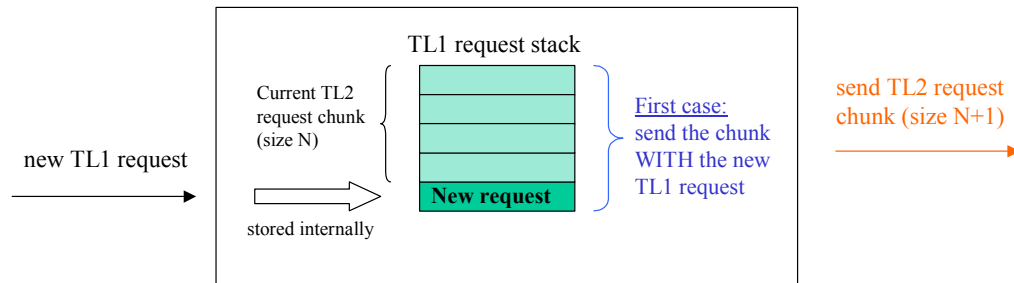 TL1 request stack
Current TL2
request chunk
(size N)
First case:
send the chunk
WITH the new
TL1 request
send TL2 request
chunk (size N+1)
new TL1 request
New request
stored internally